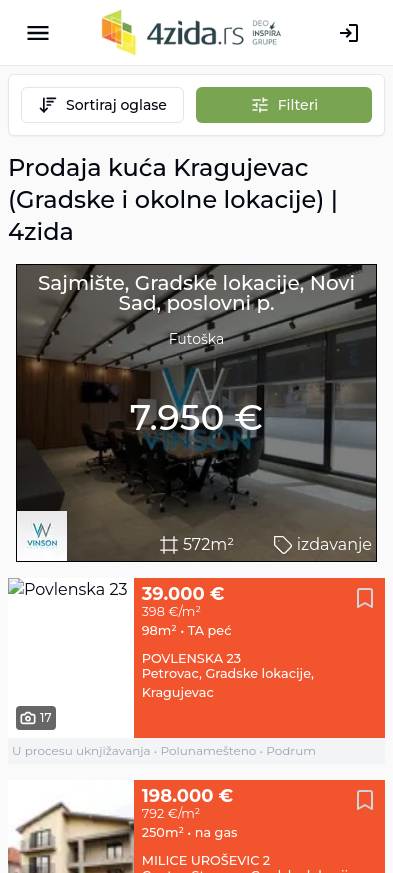 4zida.rs
DEO
INSPIRA
GRUPE
Sortiraj oglase
Filteri
Prodaja kuća Kragujevac
(Gradske i okolne lokacije) |
4zida
Sajmište, Gradske lokacije, Novi
Sad, poslovni p.
Futoška
VINSON
7.950 €
VINSON
572m²
izdavanje
Povlenska 23
17
39.000 €
398 €/m²
98m² • TA peć
POVLENSKA 23
Petrovac, Gradske lokacije,
Kragujevac
U procesu uknjižavanja • Polunamešteno • Podrum
198.000 €
792 €/m²
250m² • na gas
MILICE UROŠEVIC 2